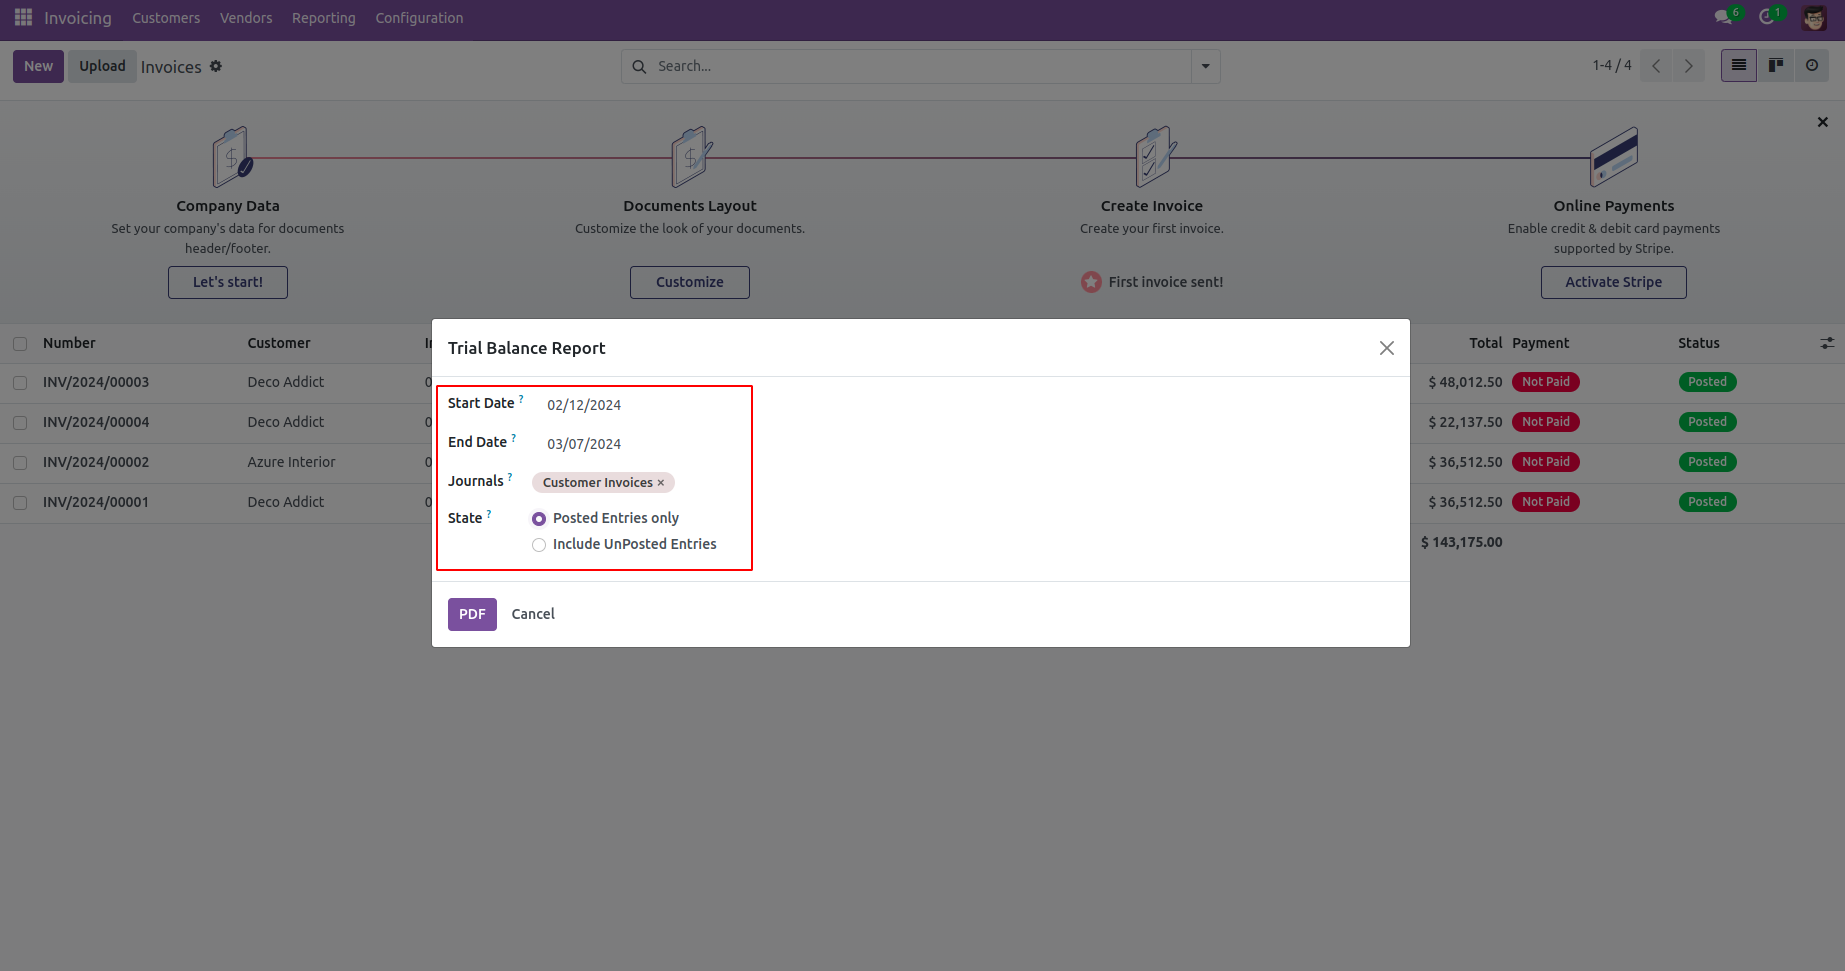 Invoicing Customers Vendors Reporting Configuration 6 1
New Upload Invoices Search... 1-4 / 4
Company Data
Set your company's data for documents
header/footer.
Let's start!
Documents Layout
Customize the look of your documents.
Customize
Create Invoice
Create your first invoice.
First invoice sent!
Online Payments
Enable credit & debit card payments
supported by Stripe.
Activate Stripe
Number Customer Total Payment Status
INV/2024/00003 Deco Addict $ 48,012.50 Not Paid Posted
INV/2024/00004 Deco Addict $ 22,137.50 Not Paid Posted
INV/2024/00002 Azure Interior $ 36,512.50 Not Paid Posted
INV/2024/00001 Deco Addict $ 36,512.50 Not Paid Posted
$ 143,175.00
Trial Balance Report
Start Date ? 02/12/2024
End Date ? 03/07/2024
Journals ? Customer Invoices ×
State ? Posted Entries only
Include UnPosted Entries
PDF Cancel